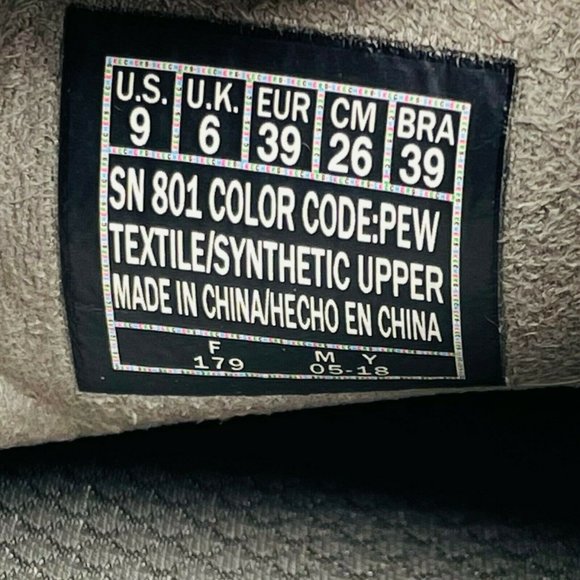 U.S. U.K. EUR CM BRA
9 6 39 26 39
SN 801 COLOR CODE:PEW
TEXTILE/SYNTHETIC UPPER
MADE IN CHINA/HECHO EN CHINA
F M Y
179 05-18